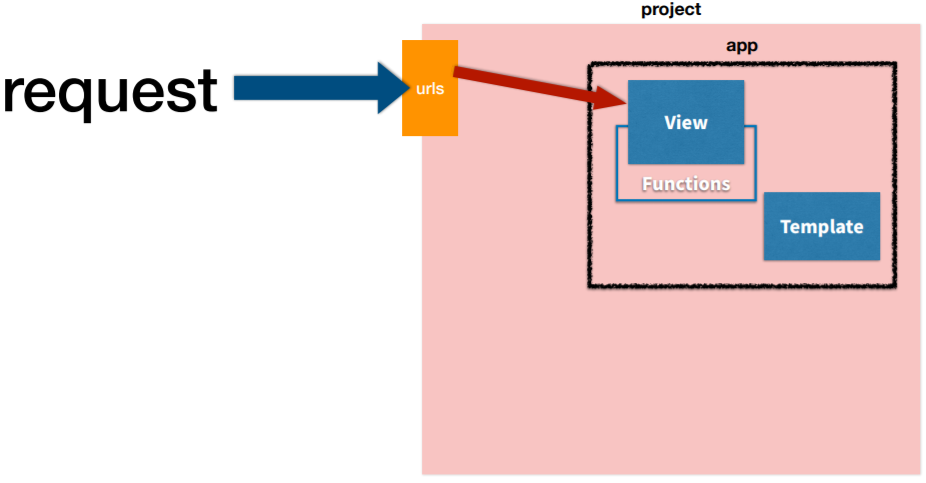 project
app
request
urls
View
Functions
Template